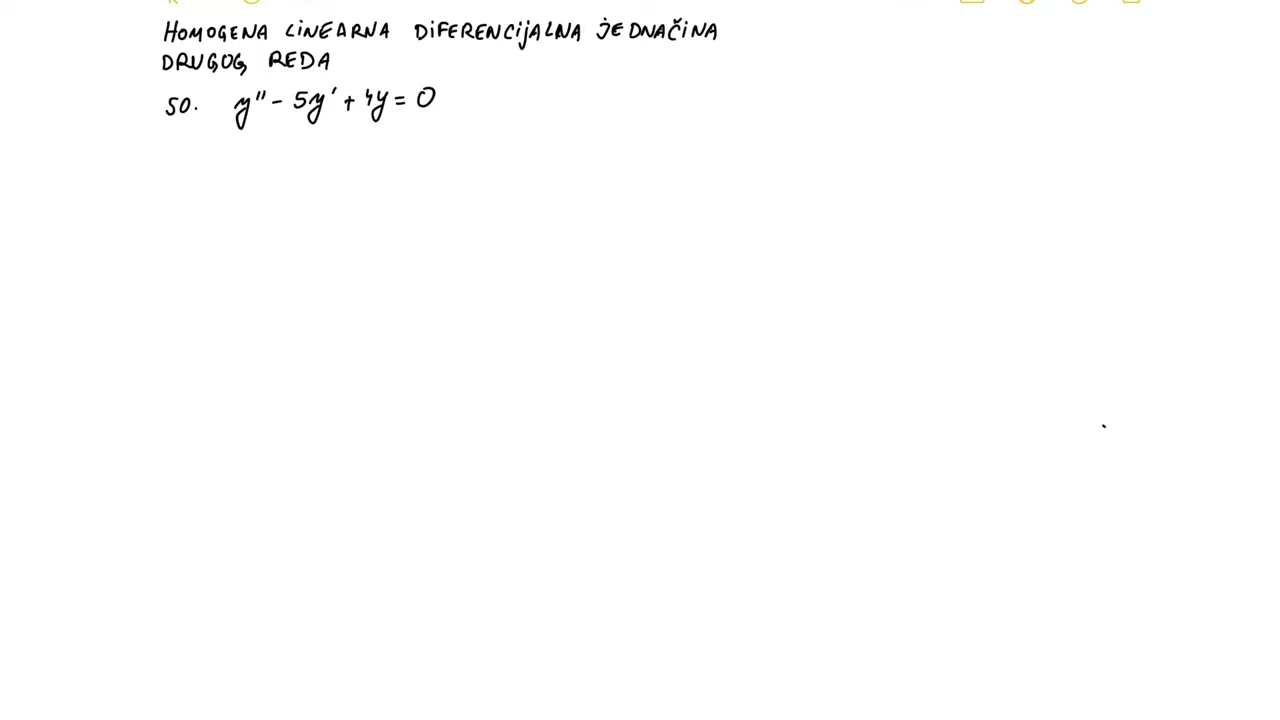 HOMOGENA LINEARNA DIFERENCIJALNA JEDNAČINA
DRUGOG REDA
50. y'' - 5y' + 4y = 0